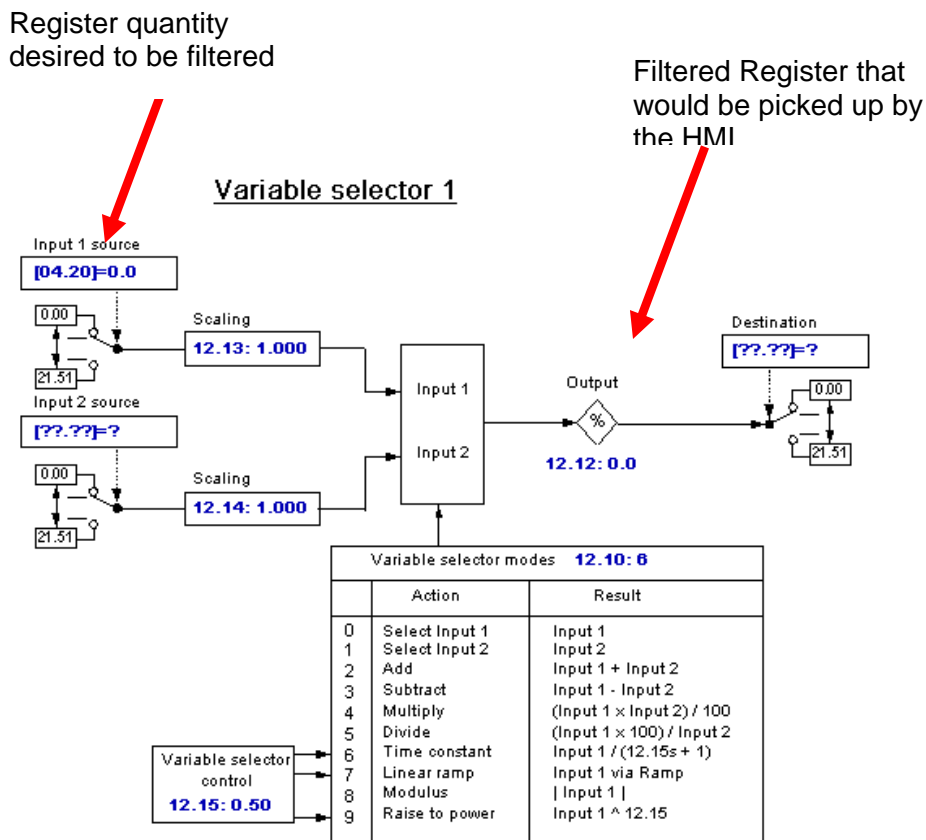 Register quantity
desired to be filtered
Filtered Register that
would be picked up by
the HMI
Variable selector 1
Input 1 source
[04.20]=0.0
0.00
21.51
Scaling
12.13: 1.000
Input 2 source
[??.??]=?
0.00
21.51
Scaling
12.14: 1.000
Input 1
Input 2
Output
%
12.12: 0.0
Destination
[??.??]=?
0.00
21.51
Variable selector modes 12.10: 6
Action Result
0 Select Input 1 Input 1
1 Select Input 2 Input 2
2 Add Input 1 + Input 2
3 Subtract Input 1 - Input 2
4 Multiply (Input 1 x Input 2) / 100
5 Divide (Input 1 x 100) / Input 2
6 Time constant Input 1 / (12.15s + 1)
7 Linear ramp Input 1 via Ramp
8 Modulus | Input 1 |
9 Raise to power Input 1 ^ 12.15
Variable selector
control
12.15: 0.50